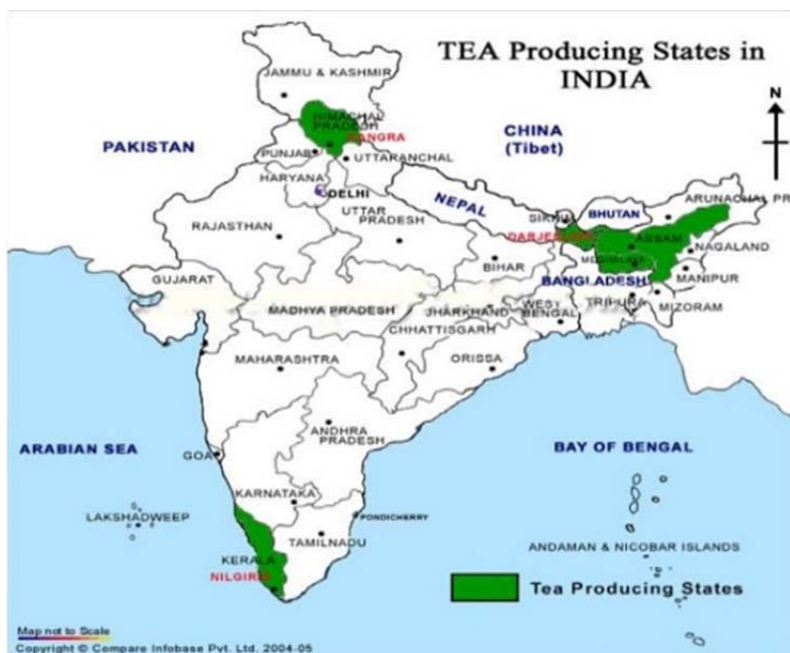 TEA Producing States in
INDIA
N
JAMMU & KASHMIR
HIMACHAL
PRADESH
KANGRA
CHINA
(Tibet)
PAKISTAN
PUNJAB
UTTARANCHAL
HARYANA
DELHI
NEPAL
ARUNACHAL PR
SIKKIM
BHUTAN
RAJASTHAN
UTTAR
PRADESH
DARJEELING
ASSAM
NAGALAND
MEGHALAYA
BIHAR
GUJARAT
BANGLADESH
MANIPUR
MADHYA PRADESH
JHARKHAND
WEST
BENGAL
TRIPURA
MIZORAM
CHHATTISGARH
MAHARASHTRA
ORISSA
ANDHRA
PRADESH
ARABIAN SEA
GOA
BAY OF BENGAL
KARNATAKA
LAKSHADWEEP
PONDICHERRY
TAMILNADU
ANDAMAN & NICOBAR ISLANDS
KERALA
NILGIRIS
Tea Producing States
Map not to Scale
Copyright © Compare Infobase Pvt. Ltd. 2004-05